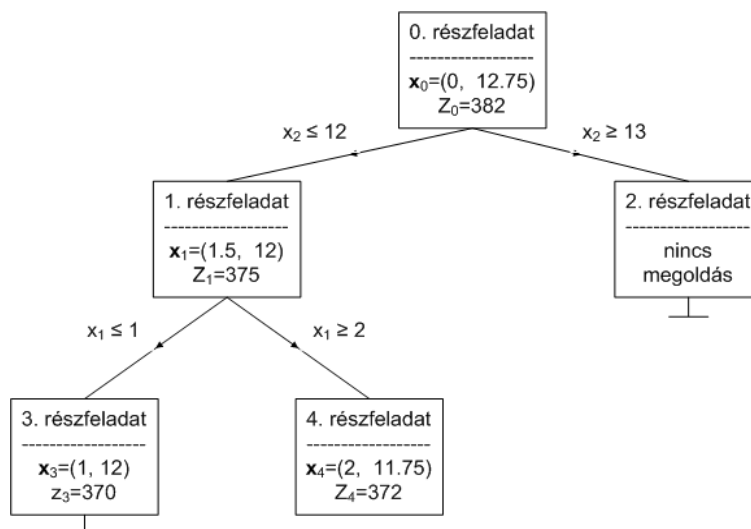 0. részfeladat
------------------
x₀=(0, 12.75)
Z₀=382
x₂ ≤ 12
x₂ ≥ 13
1. részfeladat
------------------
x₁=(1.5, 12)
Z₁=375
2. részfeladat
------------------
nincs
megoldás
x₁ ≤ 1
x₁ ≥ 2
3. részfeladat
------------------
x₃=(1, 12)
z₃=370
4. részfeladat
------------------
x₄=(2, 11.75)
Z₄=372